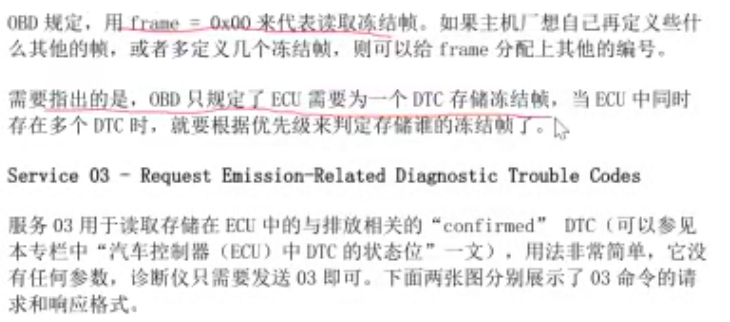 OBD 规定，用 frame = 0x00 来代表读取冻结帧。如果主机厂想自己再定义些什
么其他的帧，或者多定义几个冻结帧，则可以给 frame 分配上其他的编号。
需要指出的是，OBD 只规定了 ECU 需要为一个 DTC 存储冻结帧，当 ECU 中同时
存在多个 DTC 时，就要根据优先级来判定存储谁的冻结帧了。
Service 03 - Request Emission-Related Diagnostic Trouble Codes
服务 03 用于读取存储在 ECU 中的与排放相关的“confirmed” DTC（可以参见
本专栏中“汽车控制器（ECU）中 DTC 的状态位”一文），用法非常简单，它没
有任何参数，诊断仪只需要发送 03 即可。下面两张图分别展示了 03 命令的请
求和响应格式。